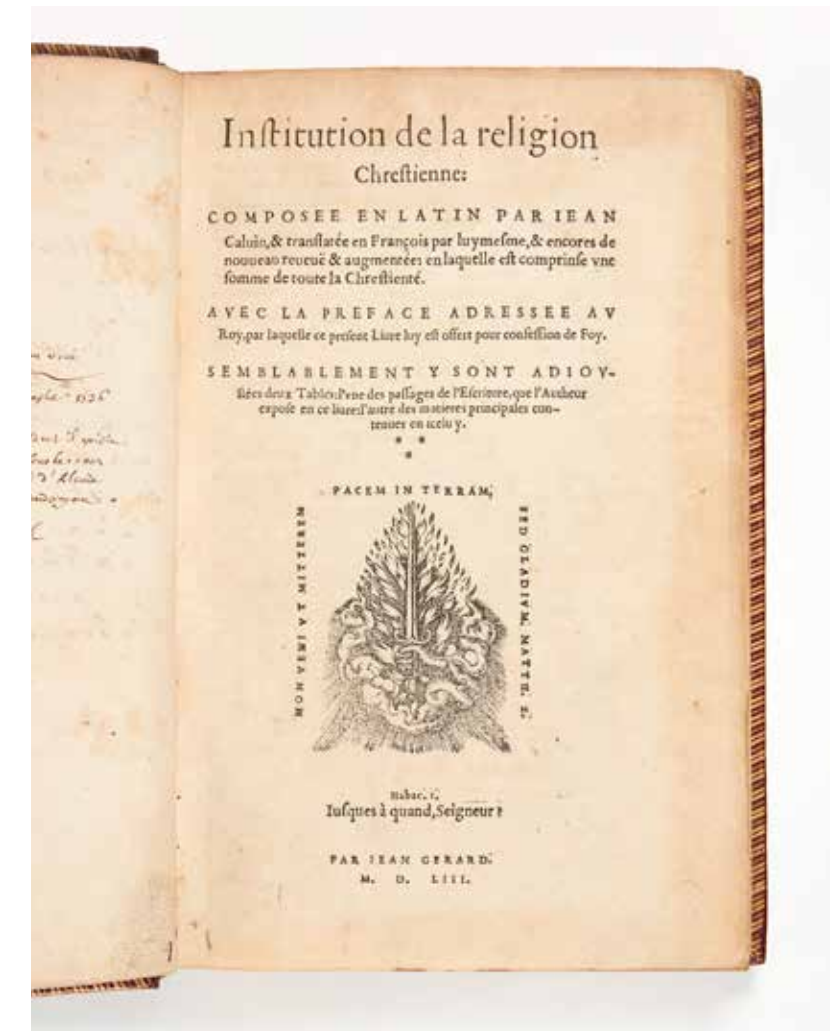 Inſtitution de la religion
Chreſtienne:
COMPOSEE EN LATIN PAR IEAN
Caluin, & tranſlatée en François par luymeſme, & encores de
nouueau reueuë & augmentée: en laquelle eſt comprinſe vne
ſomme de toute la Chreſtienté.
AVEC LA PREFACE ADRESSEE AV
Roy, par laquelle ce preſent Liure luy eſt offert pour confeſſion de Foy.
SEMBLABLEMENT Y SONT ADIOV-
ſtées deux Tables: l'vne des paſſages de l'Eſcriture, que l'Autheur
expoſe en ce liure: l'autre des matieres principales con-
tenues en iceluy.
NON VENI VT MITTEREM
PACEM IN TERRAM,
SED GLADIVM. MATTH. X.
Habac. 1.
Iuſques à quand, Seigneur?
PAR IEAN GERARD.
M. D. LIII.
1536